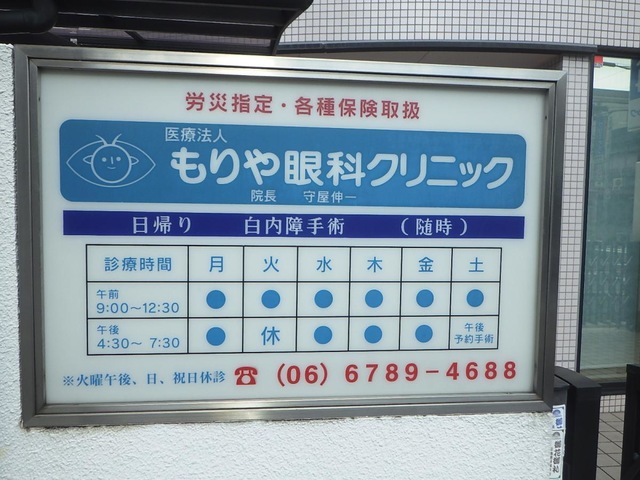 労災指定・各種保険取扱
医療法人
もりや眼科クリニック
院長 守屋伸一
日帰り 白内障手術 （随時）
診療時間 月 火 水 木 金 土
午前 9:00～12:30 ● ● ● ● ● ●
午後 4:30～7:30 ● 休 ● ● ● 午後予約手術
※火曜午後、日、祝日休診 ☎ (06) 6789-4688